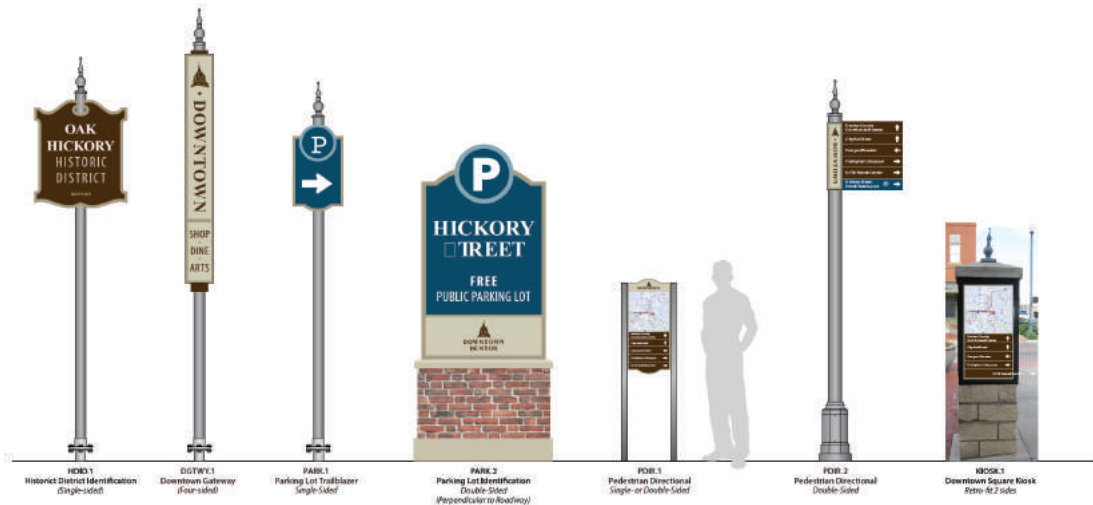 OAK
HICKORY
HISTORIC
DISTRICT
• DOWNTOWN
SHOP
DINE
ARTS
P
P
HICKORY
□TREET
FREE
PUBLIC PARKING LOT
DOWNTOWN
DENTON
• DOWNTOWN
HDID.1
Historict District Identification
(Single-sided)
DGTWY.1
Downtown Gateway
(Four-sided)
PARK.1
Parking Lot Trailblazer
Single-Sided
PARK.2
Parking Lot Identification
Double-Sided
(Perpendicular to Roadway)
PDIR.1
Pedestrian Directional
Single- or Double-Sided
PDIR.2
Pedestrian Directional
Double-Sided
KIOSK.1
Downtown Square Kiosk
Retro-fit 2 sides